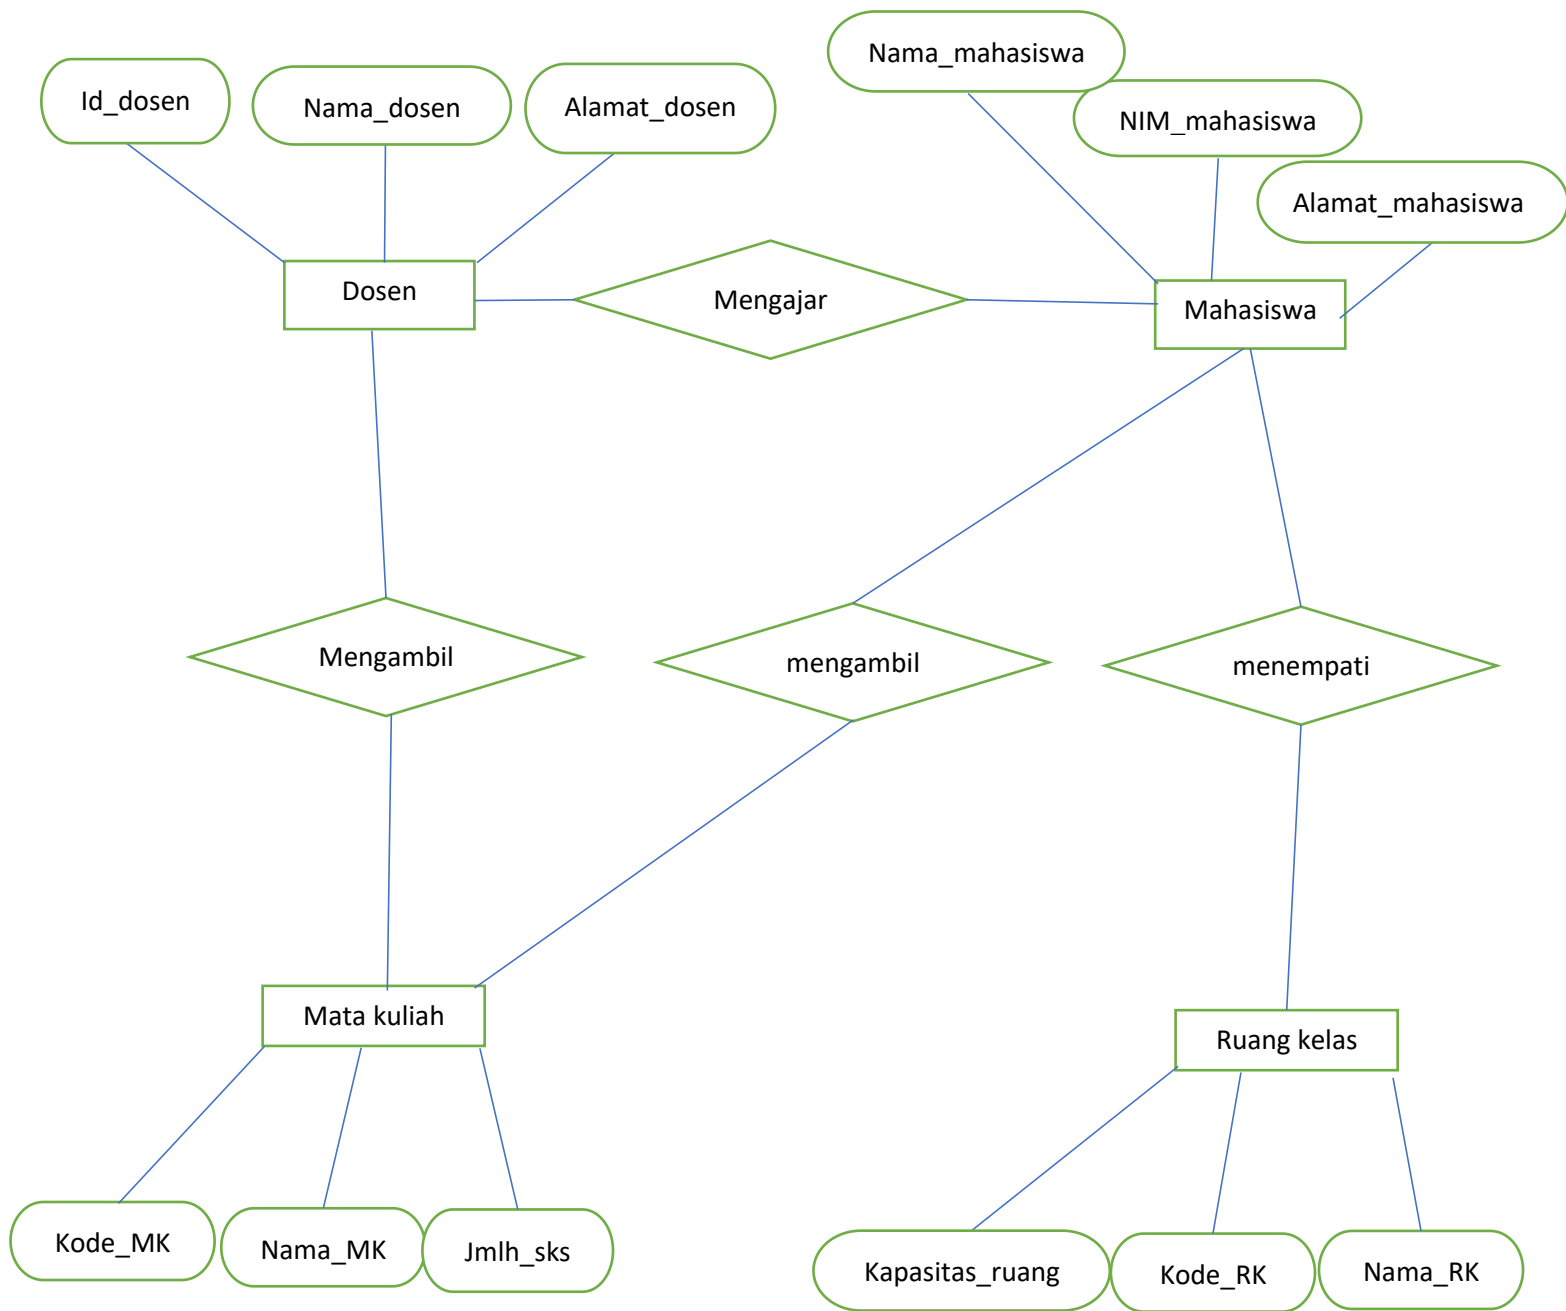 Nama_mahasiswa
Id_dosen
Nama_dosen
Alamat_dosen
NIM_mahasiswa
Alamat_mahasiswa
Dosen
Mengajar
Mahasiswa
Mengambil
mengambil
menempati
Mata kuliah
Ruang kelas
Kode_MK
Nama_MK
Jmlh_sks
Kapasitas_ruang
Kode_RK
Nama_RK